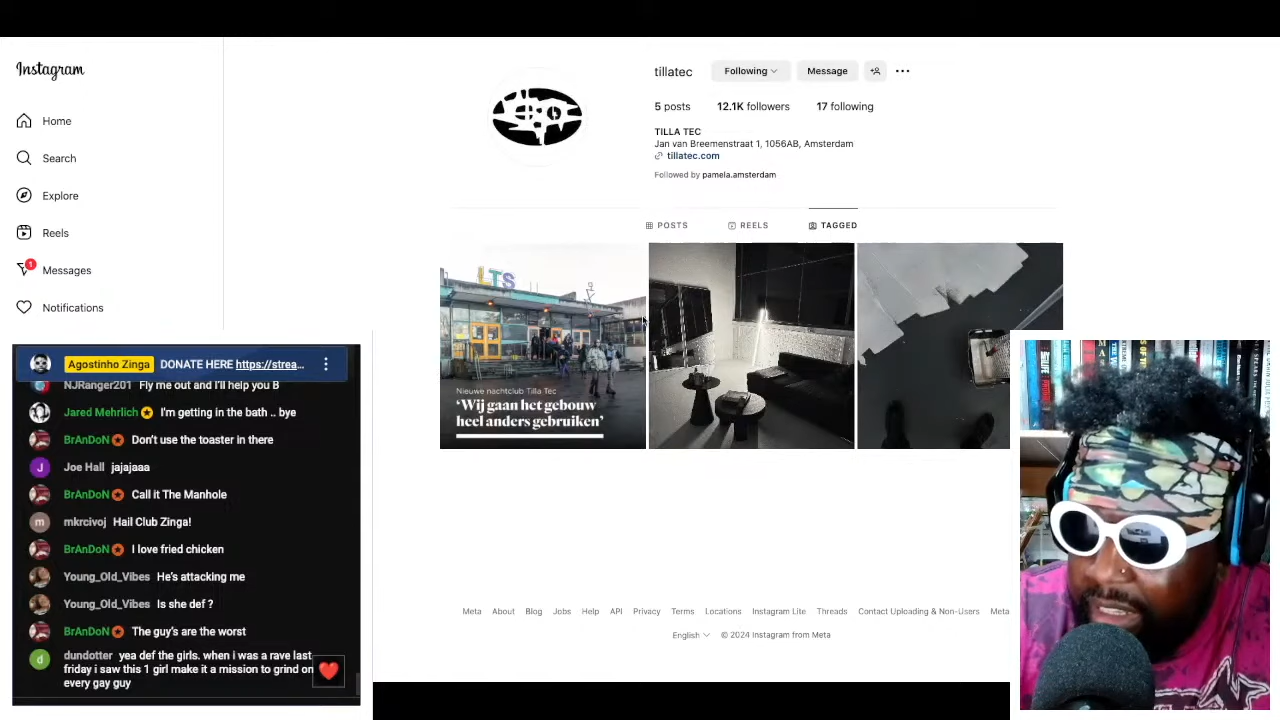 Instagram
Home
Search
Explore
Reels
1
Messages
Notifications
tillatec Following Message
5 posts 12.1K followers 17 following
TILLA TEC
Jan van Breemenstraat 1, 1056AB, Amsterdam
tillatec.com
Followed by pamela.amsterdam
POSTS REELS TAGGED
LTS
Nieuwe nachtclub Tilla Tec
‘Wij gaan het gebouw
heel anders gebruiken’
Meta About Blog Jobs Help API Privacy Terms Locations Instagram Lite Threads Contact Uploading & Non-Users Meta
English © 2024 Instagram from Meta
Agostinho Zinga DONATE HERE https://strea...
NJRanger201 Fly me out and I'll help you B
Jared Mehrlich I'm getting in the bath .. bye
BrAnDoN Don't use the toaster in there
J Joe Hall jajajaaa
BrAnDoN Call it The Manhole
m mkrcivoj Hail Club Zinga!
BrAnDoN I love fried chicken
Young_Old_Vibes He's attacking me
Young_Old_Vibes Is she def ?
BrAnDoN The guy's are the worst
d dundotter yea def the girls. when i was a rave last
friday i saw this 1 girl make it a mission to grind on
every gay guy